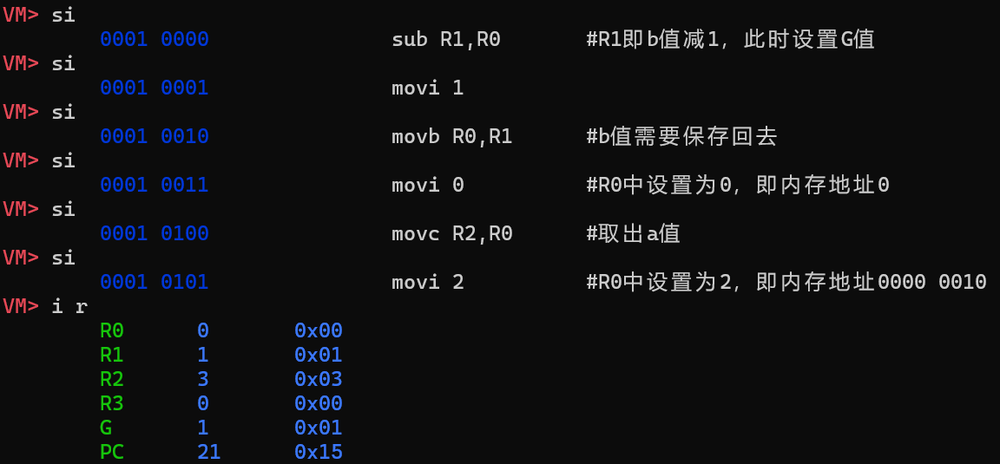 VM> si
0001 0000 sub R1,R0 #R1即b值减1，此时设置G值
VM> si
0001 0001 movi 1
VM> si
0001 0010 movb R0,R1 #b值需要保存回去
VM> si
0001 0011 movi 0 #R0中设置为0，即内存地址0
VM> si
0001 0100 movc R2,R0 #取出a值
VM> si
0001 0101 movi 2 #R0中设置为2，即内存地址0000 0010
VM> i r
R0 0 0x00
R1 1 0x01
R2 3 0x03
R3 0 0x00
G 1 0x01
PC 21 0x15